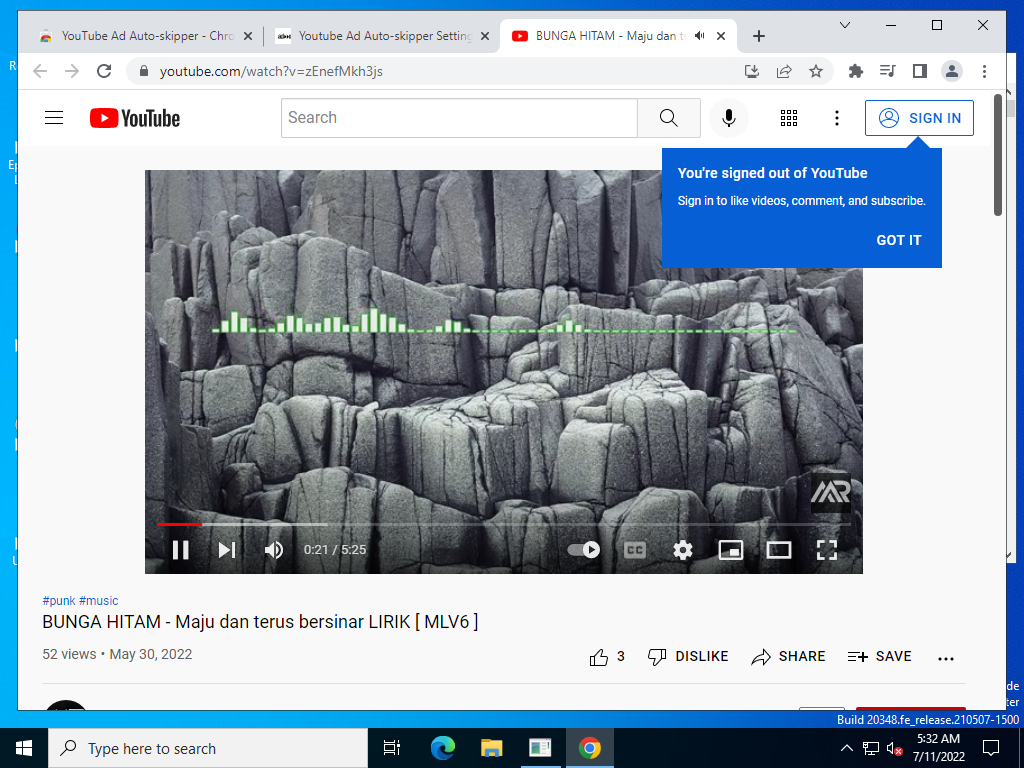 YouTube Ad Auto-skipper - Chro
Youtube Ad Auto-skipper Setting
BUNGA HITAM - Maju dan t
youtube.com/watch?v=zEnefMkh3js
YouTube
Search
SIGN IN
You're signed out of YouTube
Sign in to like videos, comment, and subscribe.
GOT IT
MR
0:21 / 5:25
CC
#punk #music
BUNGA HITAM - Maju dan terus bersinar LIRIK [ MLV6 ]
52 views • May 30, 2022
3
DISLIKE
SHARE
SAVE
Build 20348.fe_release.210507-1500
Type here to search
5:32 AM
7/11/2022